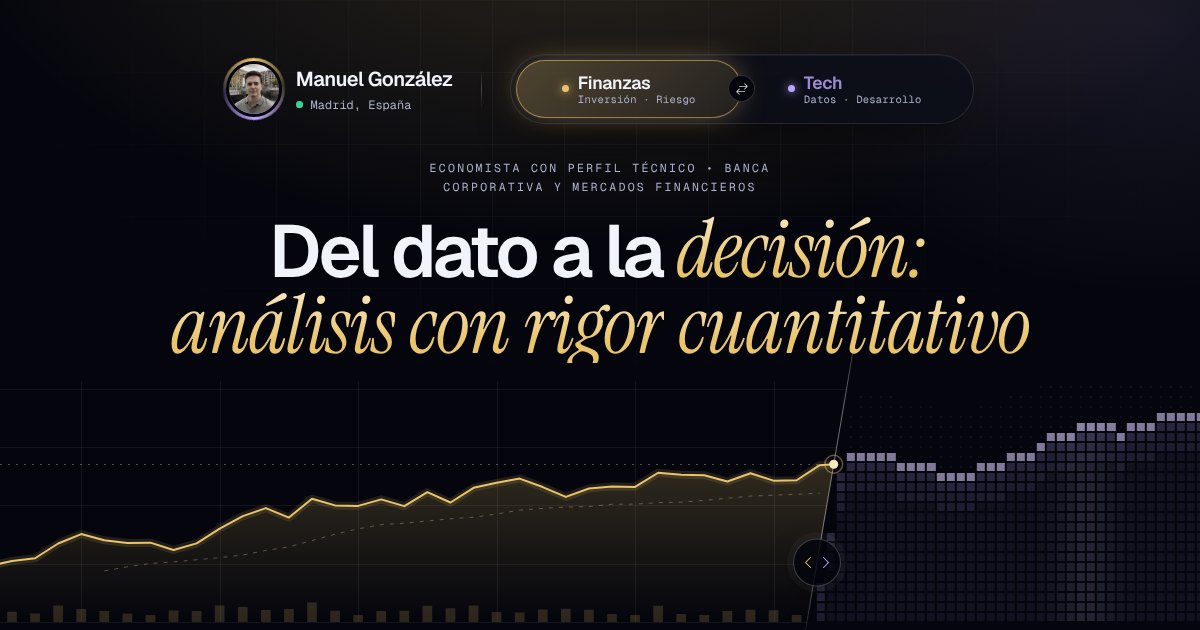 Manuel González
Madrid, España
Finanzas
Inversión · Riesgo
Tech
Datos · Desarrollo
ECONOMISTA CON PERFIL TÉCNICO • BANCA
CORPORATIVA Y MERCADOS FINANCIEROS
Del dato a la decisión:
análisis con rigor cuantitativo